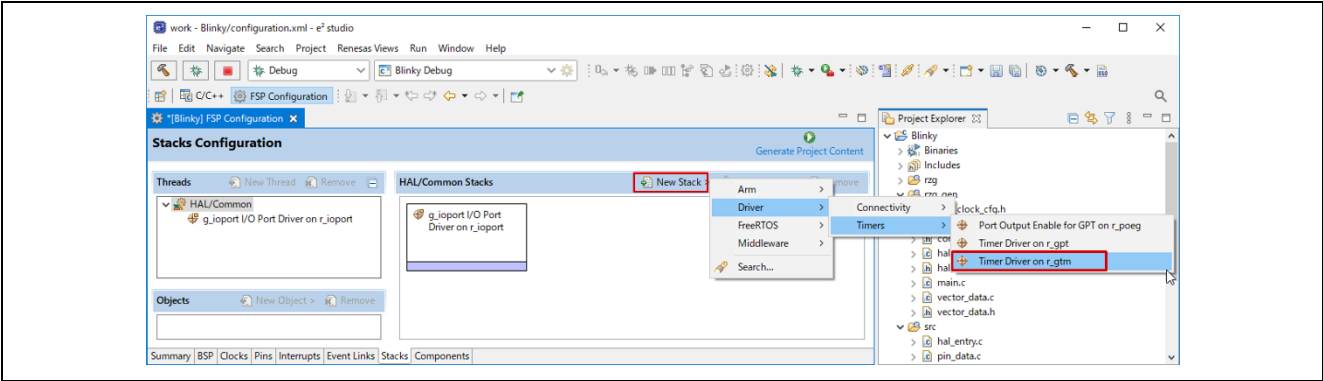 work - Blinky/configuration.xml - e² studio
File Edit Navigate Search Project Renesas Views Run Window Help
Debug Blinky Debug
C/C++ FSP Configuration
*[Blinky] FSP Configuration
Project Explorer
Stacks Configuration
Generate Project Content
Threads New Thread Remove
HAL/Common Stacks New Stack >
HAL/Common
g_ioport I/O Port Driver on r_ioport
g_ioport I/O Port
Driver on r_ioport
Objects New Object > Remove
Arm >
Driver >
FreeRTOS >
Middleware >
Search...
Connectivity >
Timers >
Port Output Enable for GPT on r_poeg
Timer Driver on r_gpt
Timer Driver on r_gtm
Blinky
Binaries
Includes
rzg
rzg_gen
clock_cfg.h
main.c
vector_data.c
vector_data.h
src
hal_entry.c
pin_data.c
Summary BSP Clocks Pins Interrupts Event Links Stacks Components